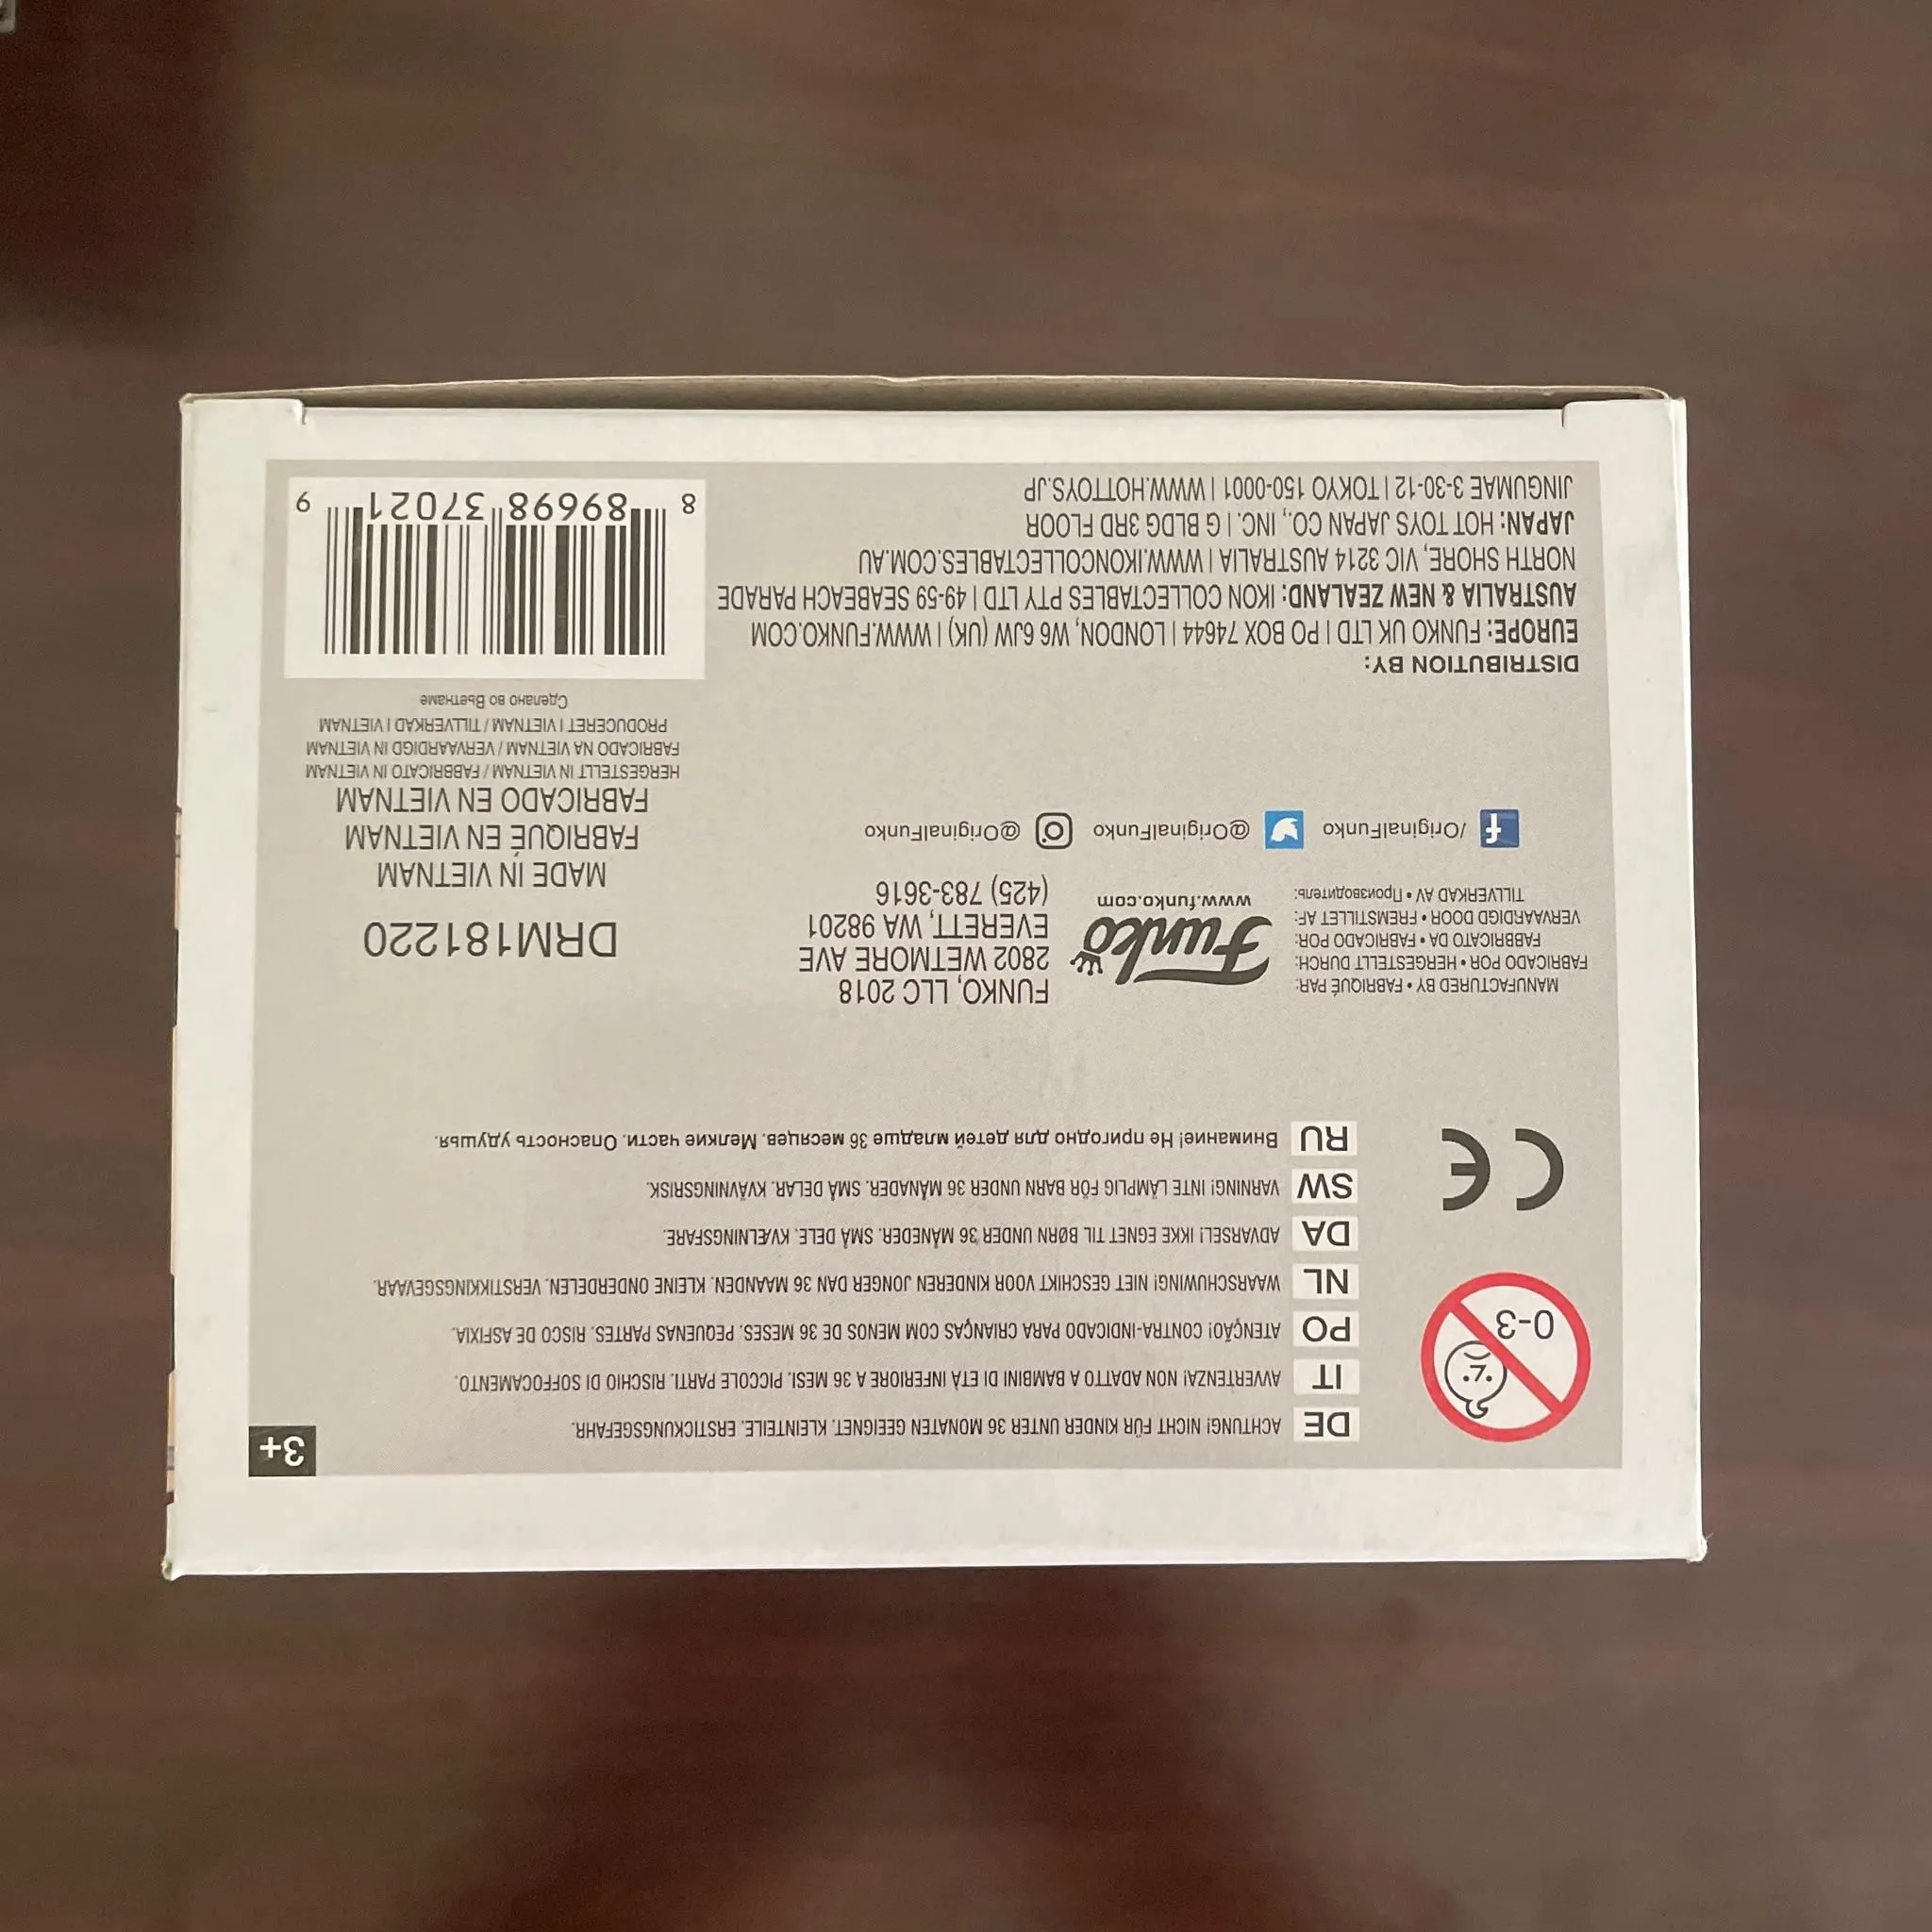 3+
0-3
DE ACHTUNG! NICHT FÜR KINDER UNTER 36 MONATEN GEEIGNET. KLEINTEILE. ERSTICKUNGSGEFAHR.
IT AVVERTENZA! NON ADATTO A BAMBINI DI ETÀ INFERIORE A 36 MESI. PICCOLE PARTI. RISCHIO DI SOFFOCAMENTO.
PO ATENÇÃO! CONTRA-INDICADO PARA CRIANÇAS COM MENOS DE 36 MESES. PEQUENAS PARTES. RISCO DE ASFIXIA.
NL WAARSCHUWING! NIET GESCHIKT VOOR KINDEREN JONGER DAN 36 MAANDEN. KLEINE ONDERDELEN. VERSTIKKINGSGEVAAR.
DA ADVARSEL! IKKE EGNET TIL BØRN UNDER 36 MÅNEDER. SMÅ DELE. KVÆLNINGSFARE.
SW VARNING! INTE LÄMPLIG FÖR BARN UNDER 36 MÅNADER. SMÅ DELAR. KVÄVNINGSRISK.
RU Внимание! Не пригодно для детей младше 36 месяцев. Мелкие части. Опасность удушья.
CE
MANUFACTURED BY • FABRIQUÉ PAR:
FABRICADO POR • HERGESTELLT DURCH:
FABBRICATO DA • FABRICADO POR:
VERVAARDIGD DOOR • FREMSTILLET AF:
TILLVERKAD AV • Производитель:
Funko
www.funko.com
FUNKO, LLC 2018
2802 WETMORE AVE
EVERETT, WA 98201
(425) 783-3616
/OriginalFunko
@OriginalFunko
@OriginalFunko
DRM181220
MADE IN VIETNAM
FABRIQUÉ EN VIETNAM
FABRICADO EN VIETNAM
HERGESTELLT IN VIETNAM / FABBRICATO IN VIETNAM
FABRICADO NA VIETNAM / VERVAARDIGD IN VIETNAM
PRODUCERET I VIETNAM / TILLVERKAD I VIETNAM
Сделано во Вьетнаме
DISTRIBUTION BY:
EUROPE: FUNKO UK LTD | PO BOX 74644 | LONDON, W6 6JW (UK) | WWW.FUNKO.COM
AUSTRALIA & NEW ZEALAND: IKON COLLECTABLES PTY LTD | 49-59 SEABEACH PARADE
NORTH SHORE, VIC 3214 AUSTRALIA | WWW.IKONCOLLECTABLES.COM.AU
JAPAN: HOT TOYS JAPAN CO., INC. | G BLDG 3RD FLOOR
JINGUMAE 3-30-12 | TOKYO 150-0001 | WWW.HOTTOYS.JP
8 89698 37021 9